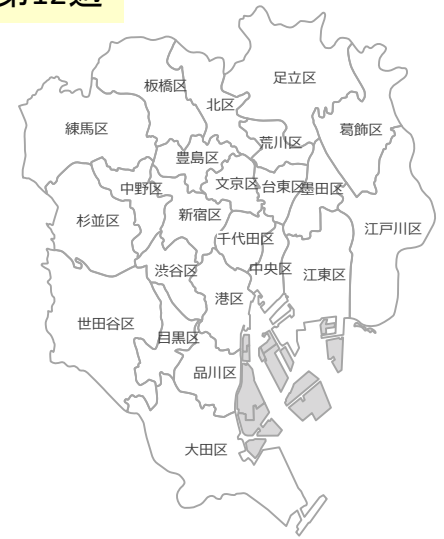 第12週
足立区
板橋区
北区
練馬区
葛飾区
荒川区
豊島区
文京区
台東区
墨田区
中野区
杉並区
新宿区
江戸川区
千代田区
渋谷区
中央区
江東区
港区
世田谷区
目黒区
品川区
大田区